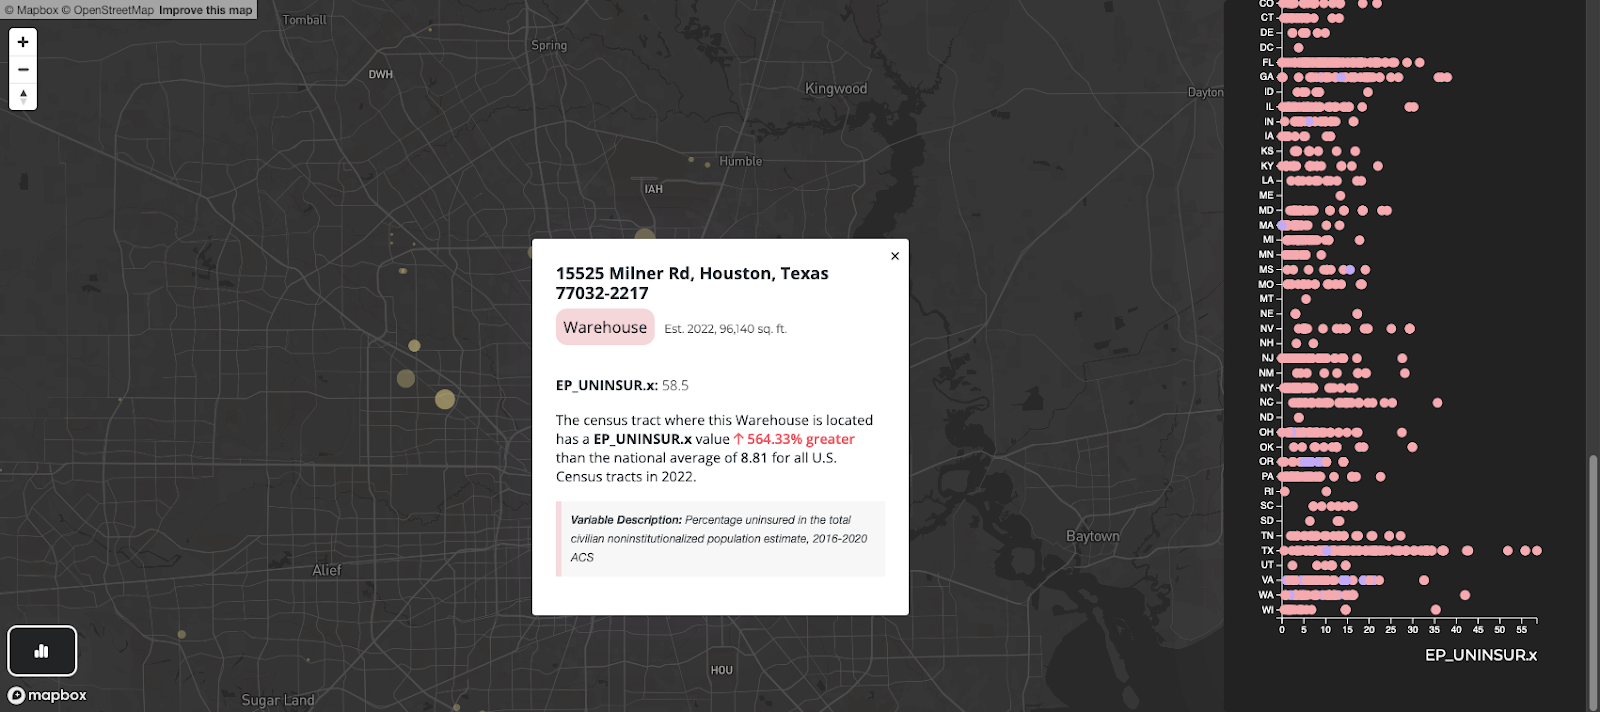 © Mapbox © OpenStreetMap Improve this map
Tomball
Spring
DWH
Kingwood
Dayton
Humble
IAH
15525 Milner Rd, Houston, Texas
77032-2217
Warehouse Est. 2022, 96,140 sq. ft.
EP_UNINSUR.x: 58.5
The census tract where this Warehouse is located
has a EP_UNINSUR.x value ↑ 564.33% greater
than the national average of 8.81 for all U.S.
Census tracts in 2022.
Variable Description: Percentage uninsured in the total
civilian noninstitutionalized population estimate, 2016-2020
ACS
Alief
Baytown
HOU
Sugar Land
mapbox
CO
CT
DE
DC
FL
GA
ID
IL
IN
IA
KS
KY
LA
ME
MD
MA
MI
MN
MS
MO
MT
NE
NV
NH
NJ
NM
NY
NC
ND
OH
OK
OR
PA
RI
SC
SD
TN
TX
UT
VA
WA
WI
0 5 10 15 20 25 30 35 40 45 50 55
EP_UNINSUR.x